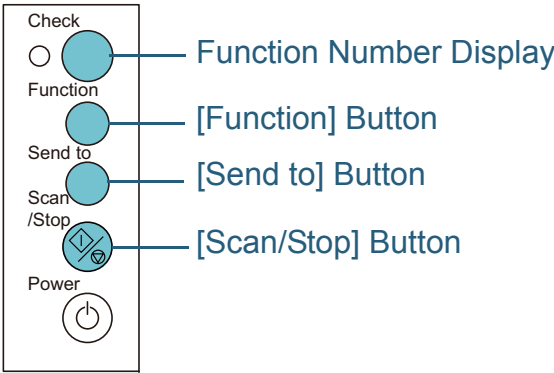 Check
Function Number Display
Function
[Function] Button
Send to
[Send to] Button
Scan
/Stop
[Scan/Stop] Button
Power